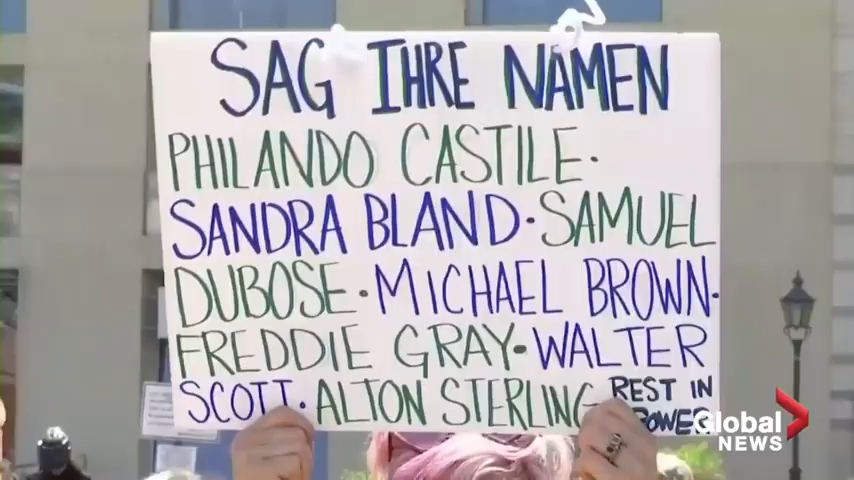 SAG IHRE NAMEN
PHILANDO CASTILE·
SANDRA BLAND·SAMUEL
DUBOSE·MICHAEL BROWN·
FREDDIE GRAY·WALTER
SCOTT·ALTON STERLING
REST IN
POWER
Global
NEWS